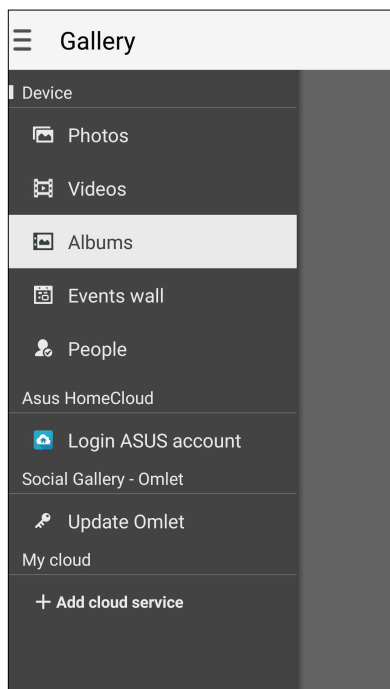 Gallery
Device
Photos
Videos
Albums
Events wall
People
Asus HomeCloud
Login ASUS account
Social Gallery - Omlet
Update Omlet
My cloud
+ Add cloud service